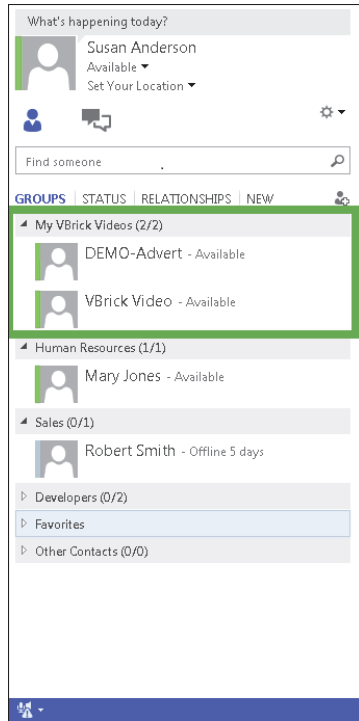 What's happening today?
Susan Anderson
Available
Set Your Location
Find someone
GROUPS STATUS RELATIONSHIPS NEW
My VBrick Videos (2/2)
DEMO-Advert - Available
VBrick Video - Available
Human Resources (1/1)
Mary Jones - Available
Sales (0/1)
Robert Smith - Offline 5 days
Developers (0/2)
Favorites
Other Contacts (0/0)